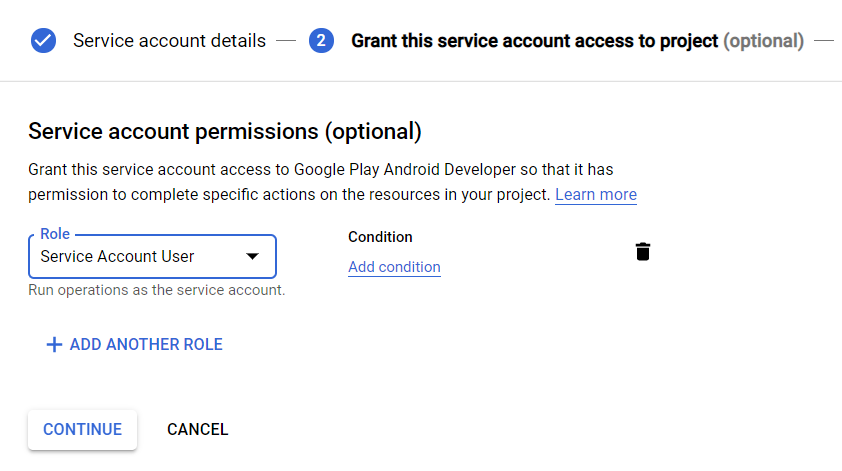 Service account details
2 Grant this service account access to project (optional)
Service account permissions (optional)
Grant this service account access to Google Play Android Developer so that it has
permission to complete specific actions on the resources in your project. Learn more
Role
Service Account User
Run operations as the service account.
Condition
Add condition
ADD ANOTHER ROLE
CONTINUE CANCEL